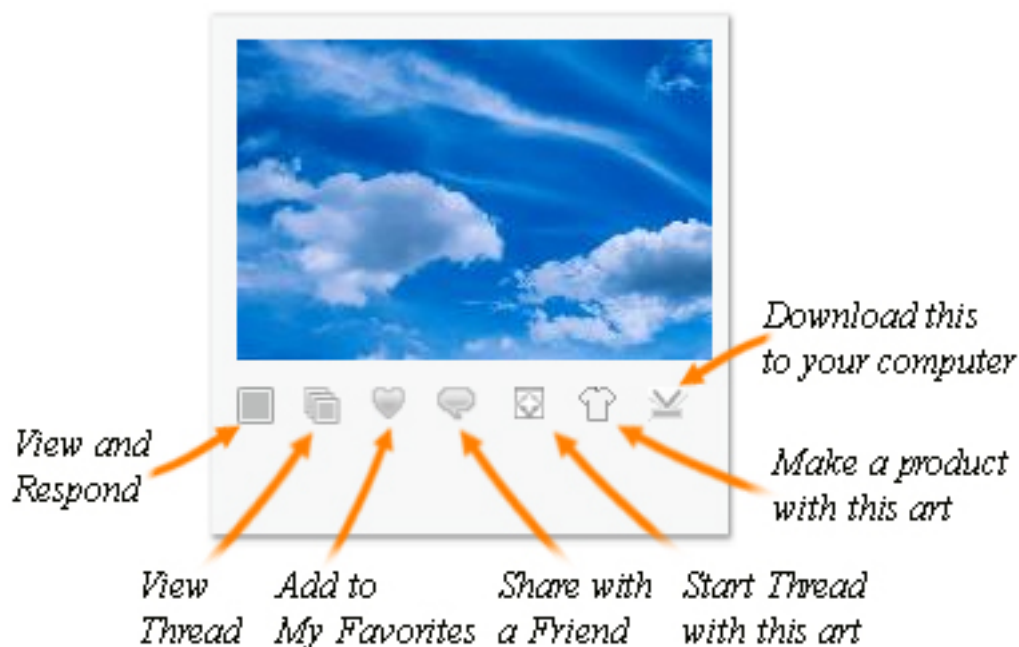 Download this
to your computer
View and
Respond
Make a product
with this art
View
Thread
Add to
My Favorites
Share with
a Friend
Start Thread
with this art